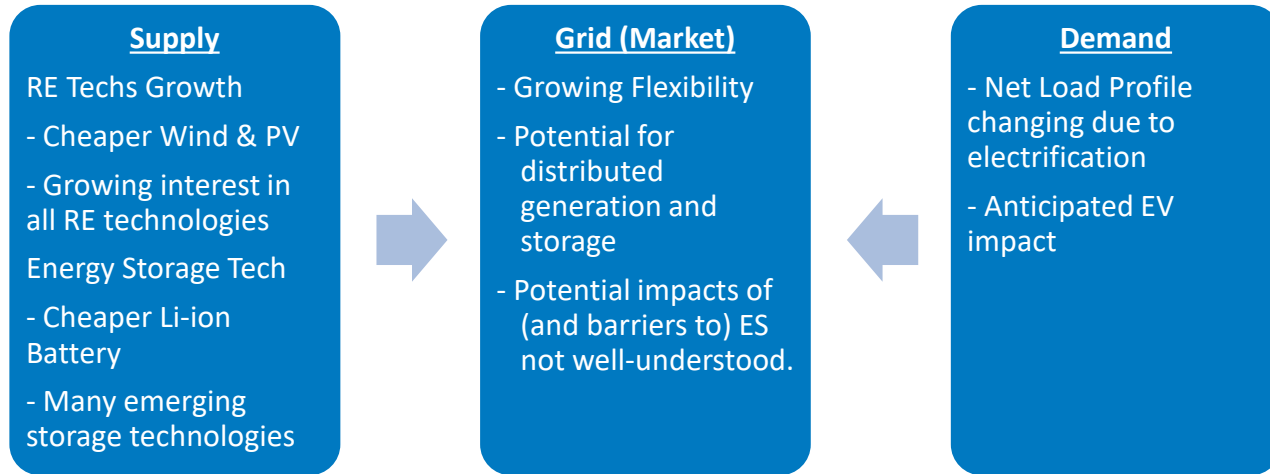 Supply
RE Techs Growth
- Cheaper Wind & PV
- Growing interest in
all RE technologies
Energy Storage Tech
- Cheaper Li-ion
Battery
- Many emerging
storage technologies
Grid (Market)
- Growing Flexibility
- Potential for
distributed
generation and
storage
- Potential impacts of
(and barriers to) ES
not well-understood.
Demand
- Net Load Profile
changing due to
electrification
- Anticipated EV
impact